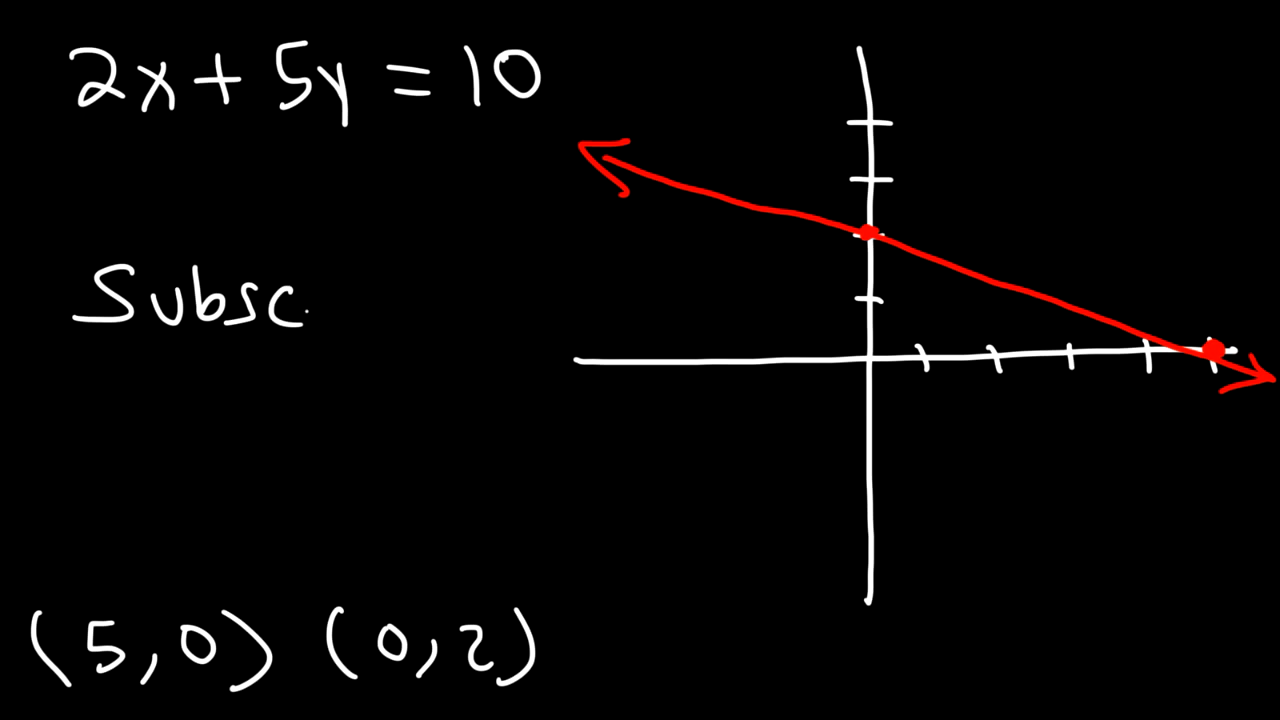 2x + 5y = 10
Subsc
(5,0) (0,2)